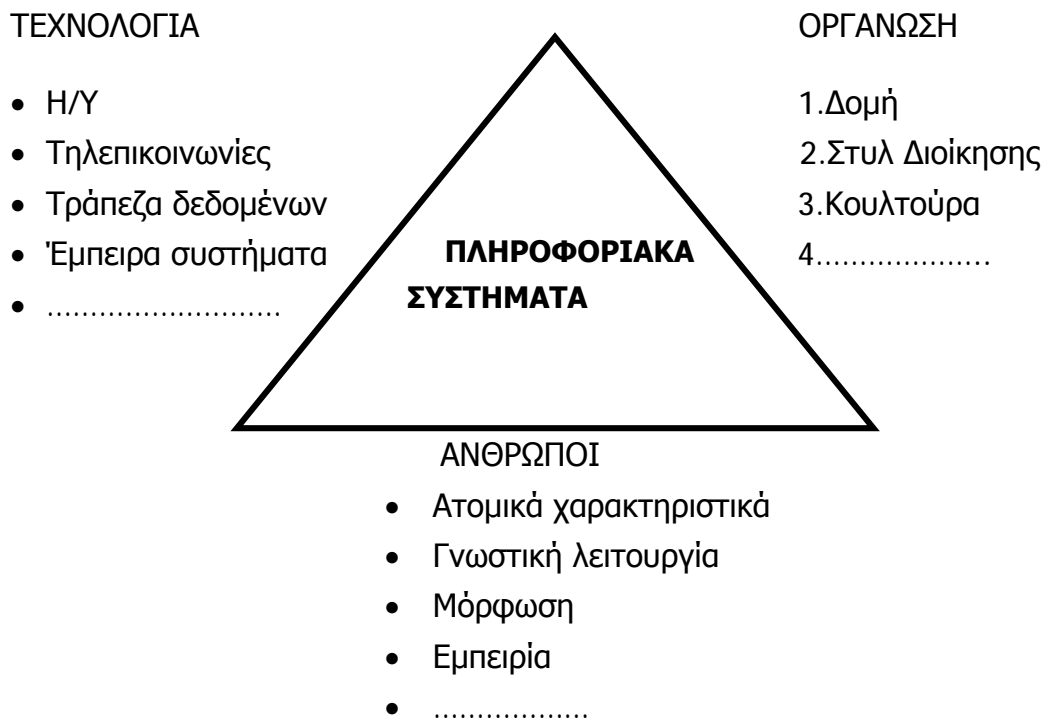 ΤΕΧΝΟΛΟΓΙΑ
• Η/Υ
• Τηλεπικοινωνίες
• Τράπεζα δεδομένων
• Έμπειρα συστήματα
• ...........................
ΟΡΓΑΝΩΣΗ
1.Δομή
2.Στυλ Διοίκησης
3.Κουλτούρα
4....................
ΠΛΗΡΟΦΟΡΙΑΚΑ
ΣΥΣΤΗΜΑΤΑ
ΑΝΘΡΩΠΟΙ
• Ατομικά χαρακτηριστικά
• Γνωστική λειτουργία
• Μόρφωση
• Εμπειρία
• ..................